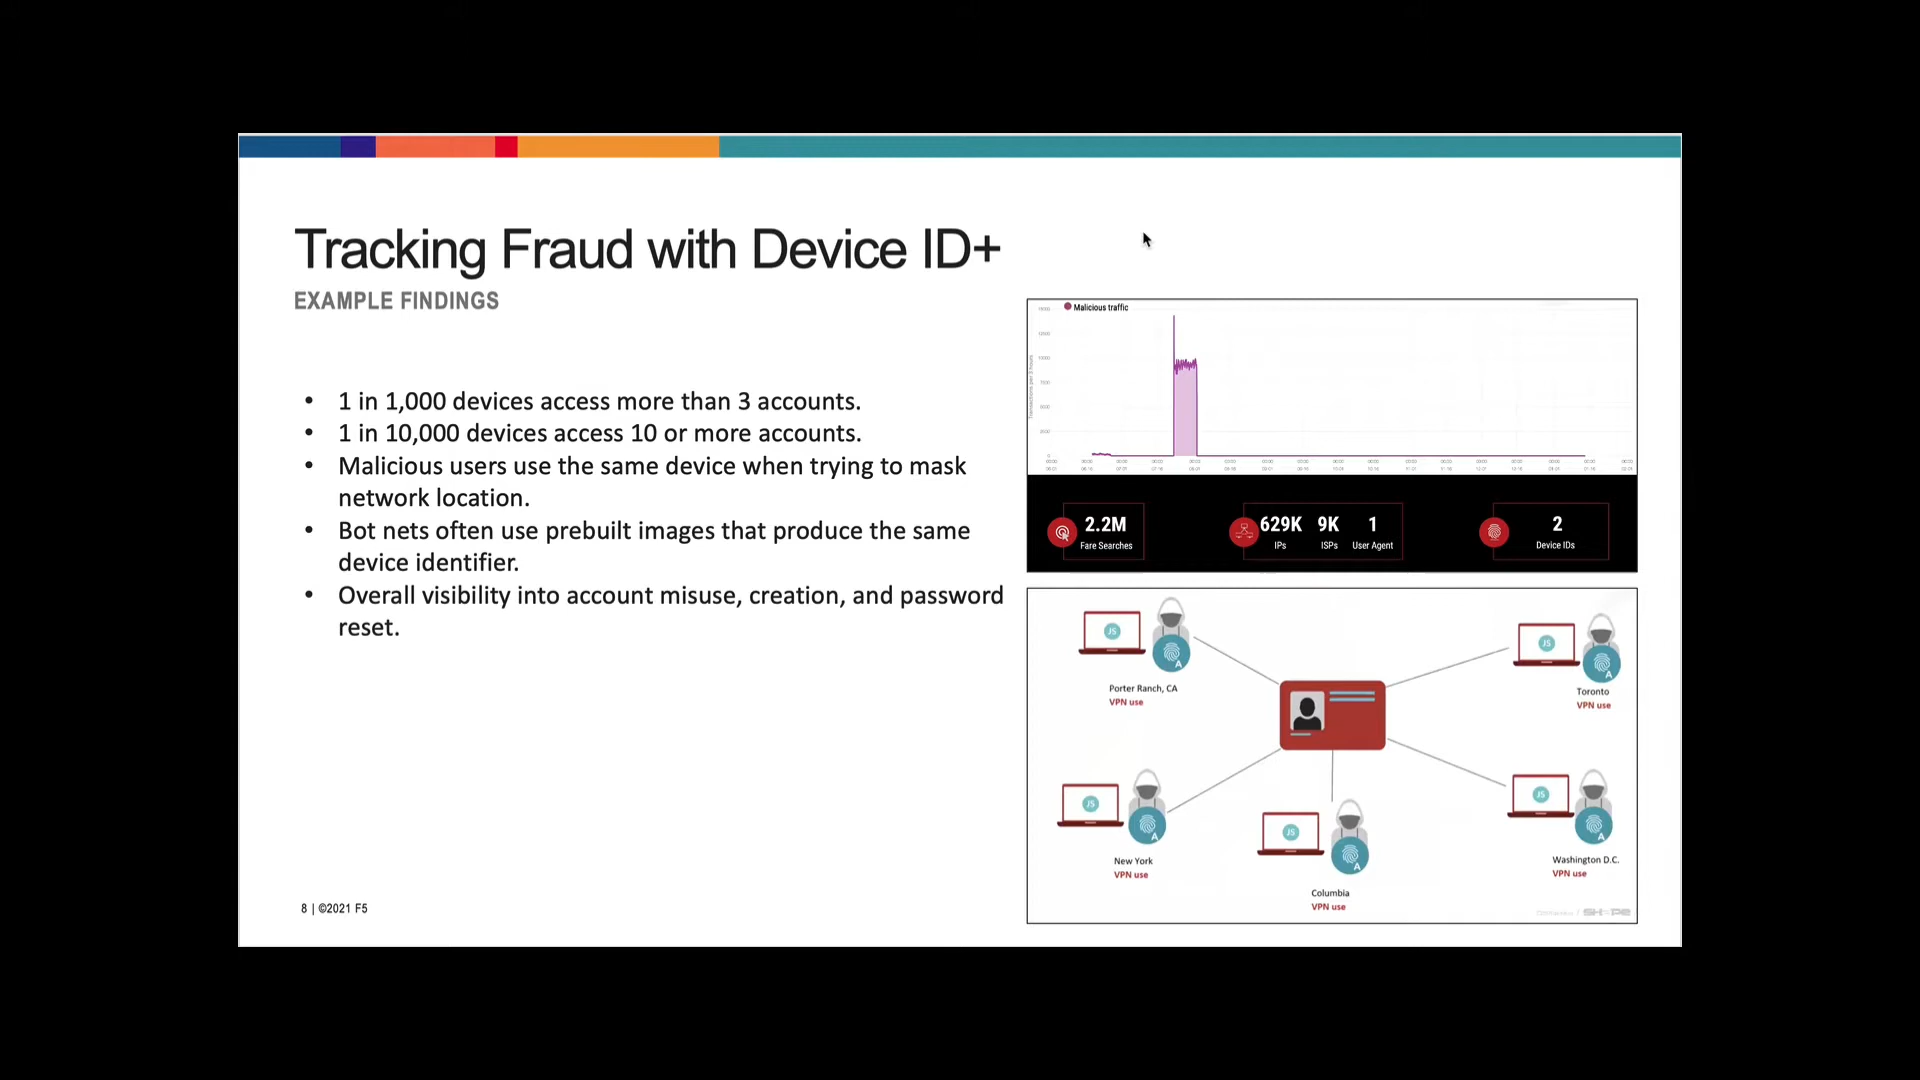 Tracking Fraud with Device ID+
EXAMPLE FINDINGS
• 1 in 1,000 devices access more than 3 accounts.
• 1 in 10,000 devices access 10 or more accounts.
• Malicious users use the same device when trying to mask
network location.
• Bot nets often use prebuilt images that produce the same
device identifier.
• Overall visibility into account misuse, creation, and password
reset.
8 | ©2021 F5
Malicious traffic
2.2M
Fare Searches
629K 9K 1
IPs ISPs User Agent
2
Device IDs
JS
A
Porter Ranch, CA
VPN use
JS
A
Toronto
VPN use
JS
A
New York
VPN use
JS
A
Columbia
VPN use
JS
A
Washington D.C.
VPN use